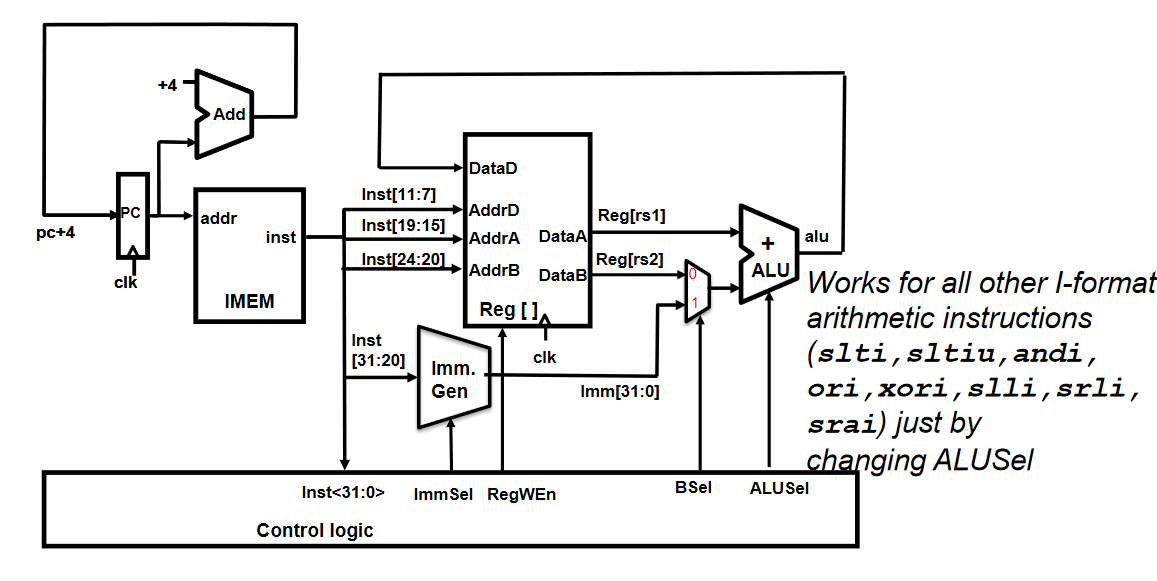 +4
Add
DataD
PC
addr
Inst[11:7]
AddrD
Reg[rs1]
+
alu
pc+4
inst
Inst[19:15]
AddrA
DataA
Inst[24:20]
AddrB
DataB
Reg[rs2]
0
ALU
clk
IMEM
Reg [ ]
1
Works for all other I-format
arithmetic instructions
(slti,sltiu,andi,
ori,xori,slli,srli,
srai) just by
changing ALUSel
Inst
[31:20]
clk
Imm.
Gen
Imm[31:0]
Inst<31:0>
ImmSel
RegWEn
BSel
ALUSel
Control logic